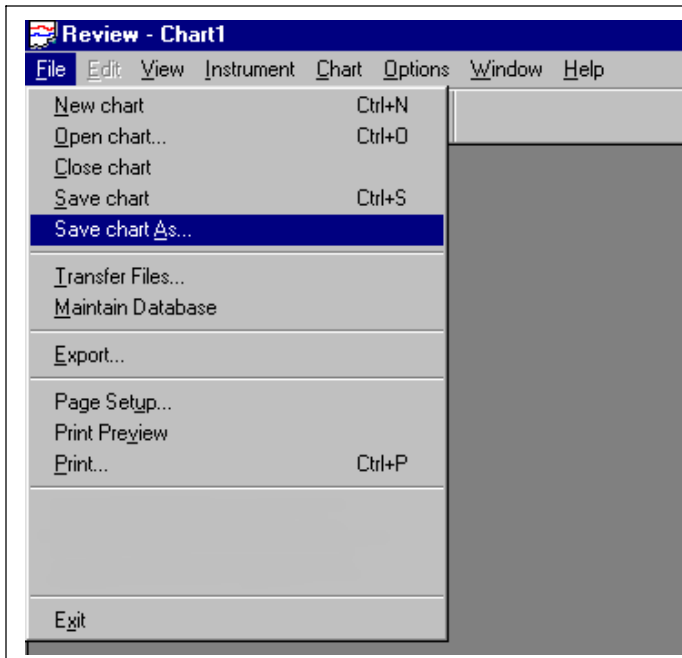 Review - Chart1
File Edit View Instrument Chart Options Window Help
New chart Ctrl+N
Open chart... Ctrl+O
Close chart
Save chart Ctrl+S
Save chart As...
Transfer Files...
Maintain Database
Export...
Page Setup...
Print Preview
Print... Ctrl+P
Exit